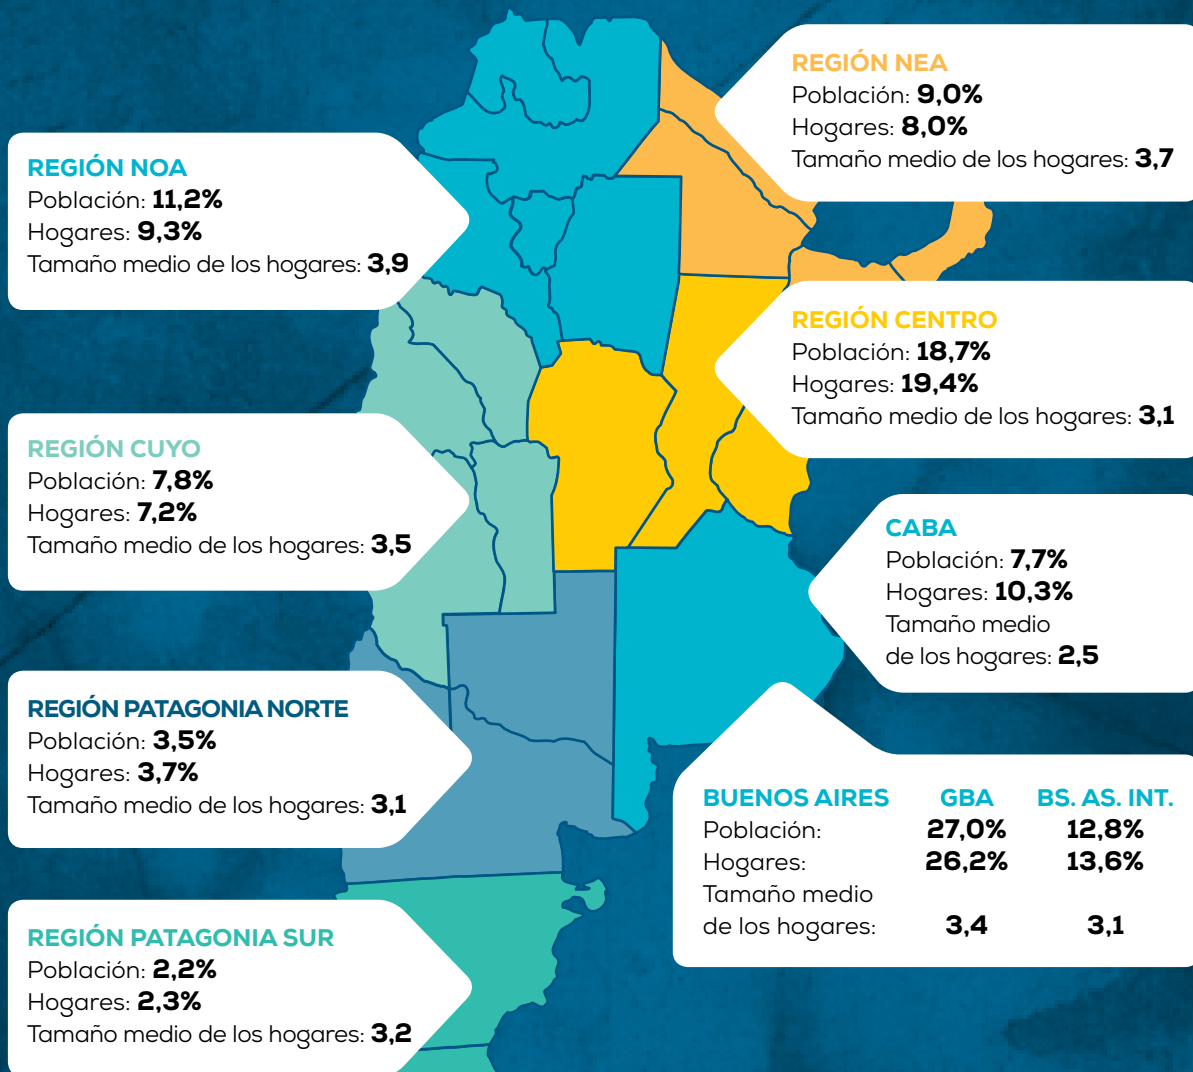 REGIÓN NEA
Población: 9,0%
Hogares: 8,0%
Tamaño medio de los hogares: 3,7
REGIÓN NOA
Población: 11,2%
Hogares: 9,3%
Tamaño medio de los hogares: 3,9
REGIÓN CENTRO
Población: 18,7%
Hogares: 19,4%
Tamaño medio de los hogares: 3,1
REGIÓN CUYO
Población: 7,8%
Hogares: 7,2%
Tamaño medio de los hogares: 3,5
CABA
Población: 7,7%
Hogares: 10,3%
Tamaño medio
de los hogares: 2,5
REGIÓN PATAGONIA NORTE
Población: 3,5%
Hogares: 3,7%
Tamaño medio de los hogares: 3,1
BUENOS AIRES GBA BS. AS. INT.
Población: 27,0% 12,8%
Hogares: 26,2% 13,6%
Tamaño medio
de los hogares: 3,4 3,1
REGIÓN PATAGONIA SUR
Población: 2,2%
Hogares: 2,3%
Tamaño medio de los hogares: 3,2